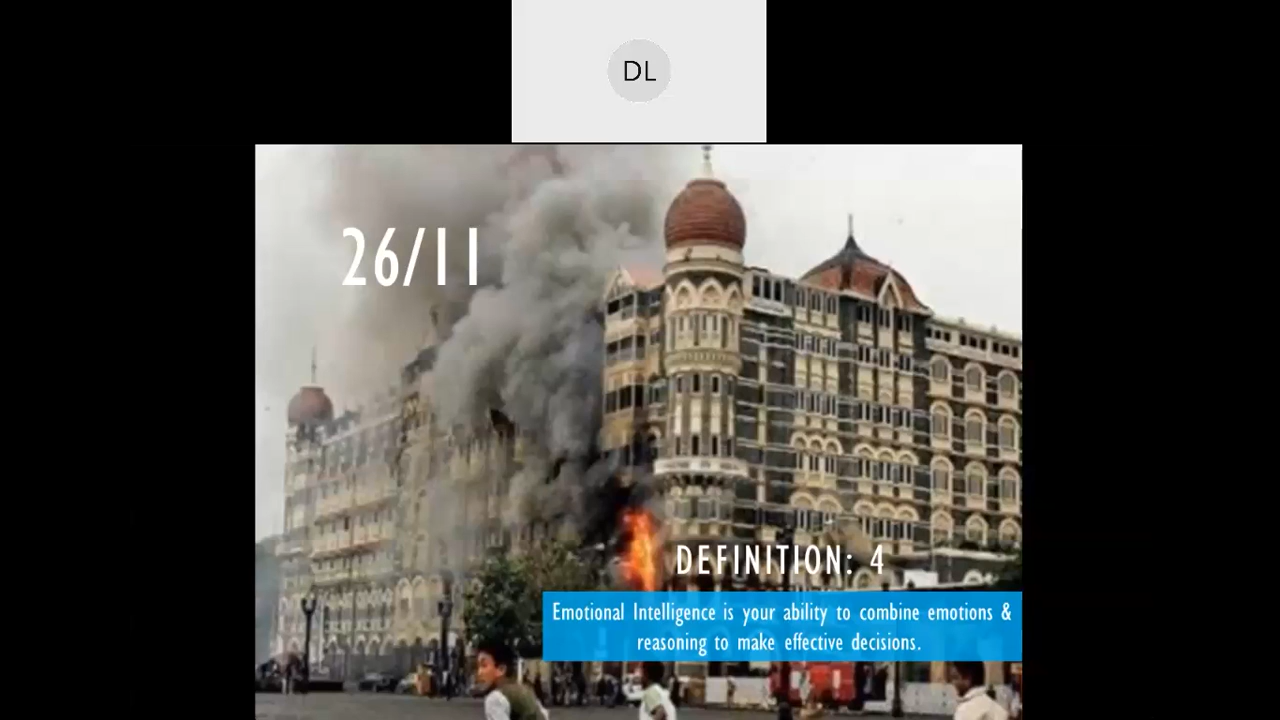 DL
26/11
DEFINITION: 4
Emotional Intelligence is your ability to combine emotions &
reasoning to make effective decisions.